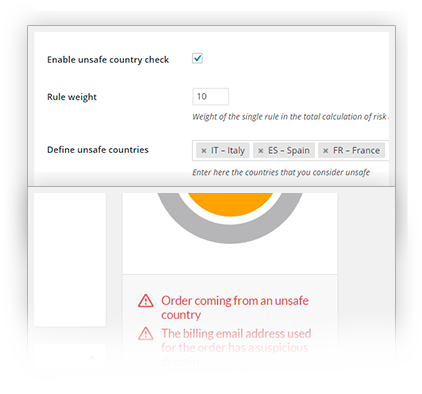 Enable unsafe country check
Rule weight 10
Weight of the single rule in the total calculation of risk
Define unsafe countries × IT – Italy × ES – Spain × FR – France
Enter here the countries that you consider unsafe
Order coming from an unsafe
country
The billing email address used
for the order has a suspicious